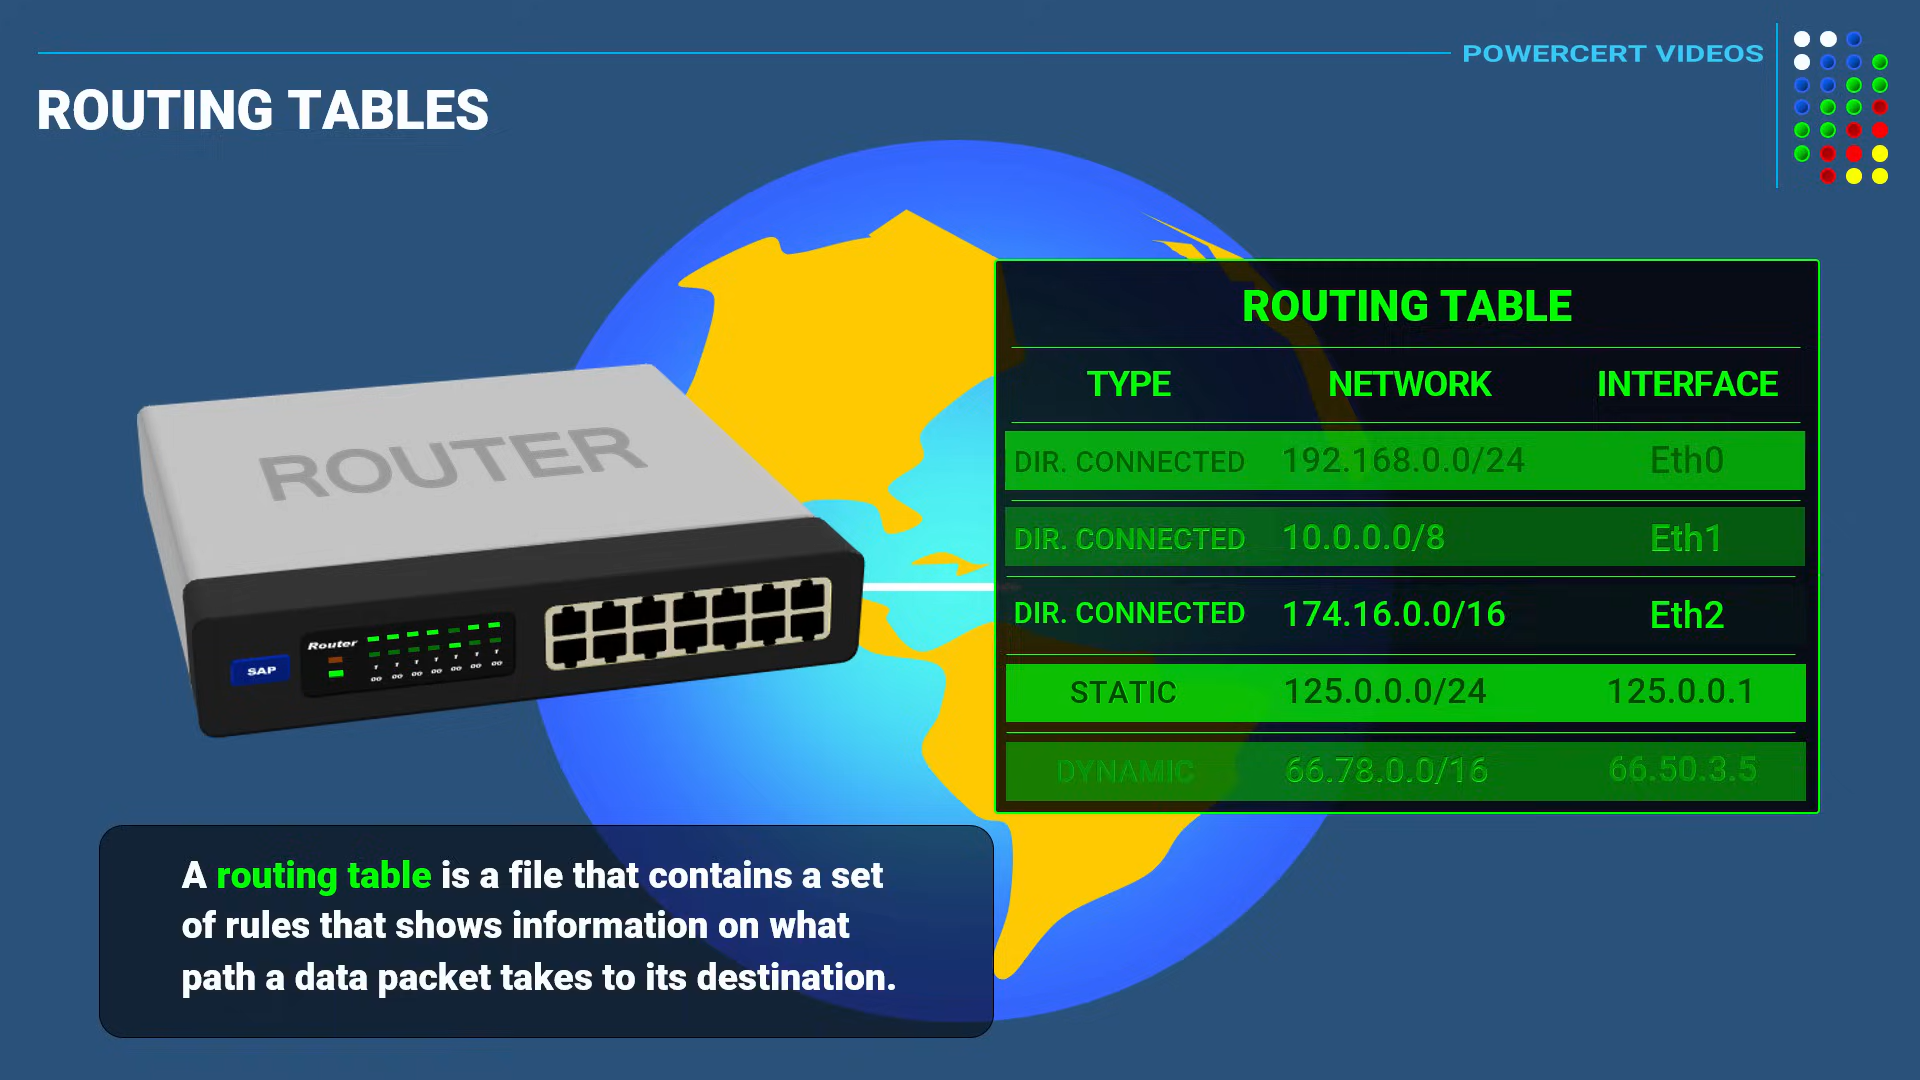 POWERCERT VIDEOS
ROUTING TABLES
ROUTER
SAP
Router
ROUTING TABLE
TYPE NETWORK INTERFACE
DIR. CONNECTED 192.168.0.0/24 Eth0
DIR. CONNECTED 10.0.0.0/8 Eth1
DIR. CONNECTED 174.16.0.0/16 Eth2
STATIC 125.0.0.0/24 125.0.0.1
DYNAMIC 66.78.0.0/16 66.50.3.5
A routing table is a file that contains a set
of rules that shows information on what
path a data packet takes to its destination.